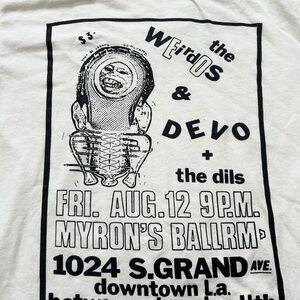 $3.
the
WEiRdOS
&
DEVO
+
the dils
FRI. AUG.12 9P.M.
MYRON'S BALLRM
1024 S.GRAND AVE.
downtown L.a.